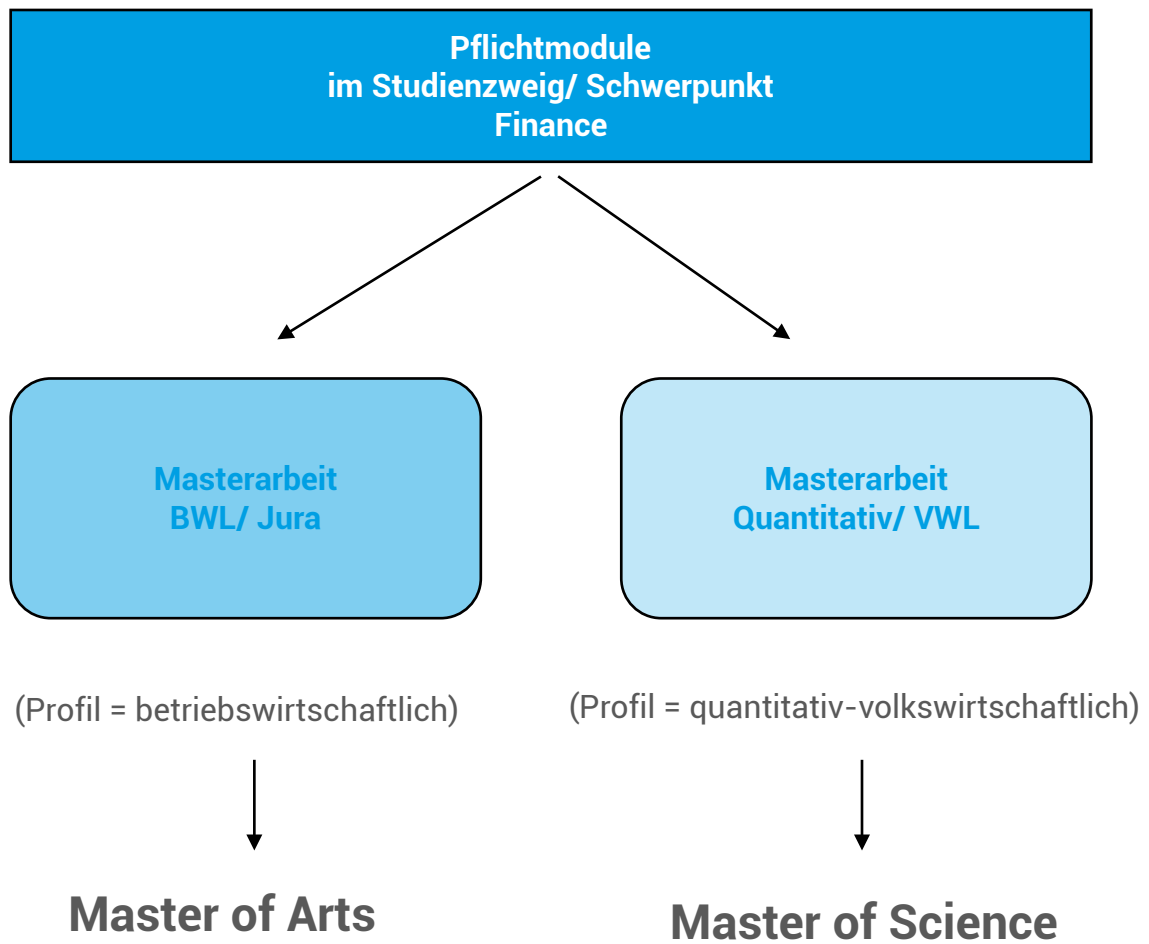 Pflichtmodule
im Studienzweig/ Schwerpunkt
Finance
Masterarbeit
BWL/ Jura
Masterarbeit
Quantitativ/ VWL
(Profil = betriebswirtschaftlich)
(Profil = quantitativ-volkswirtschaftlich)
Master of Arts
Master of Science